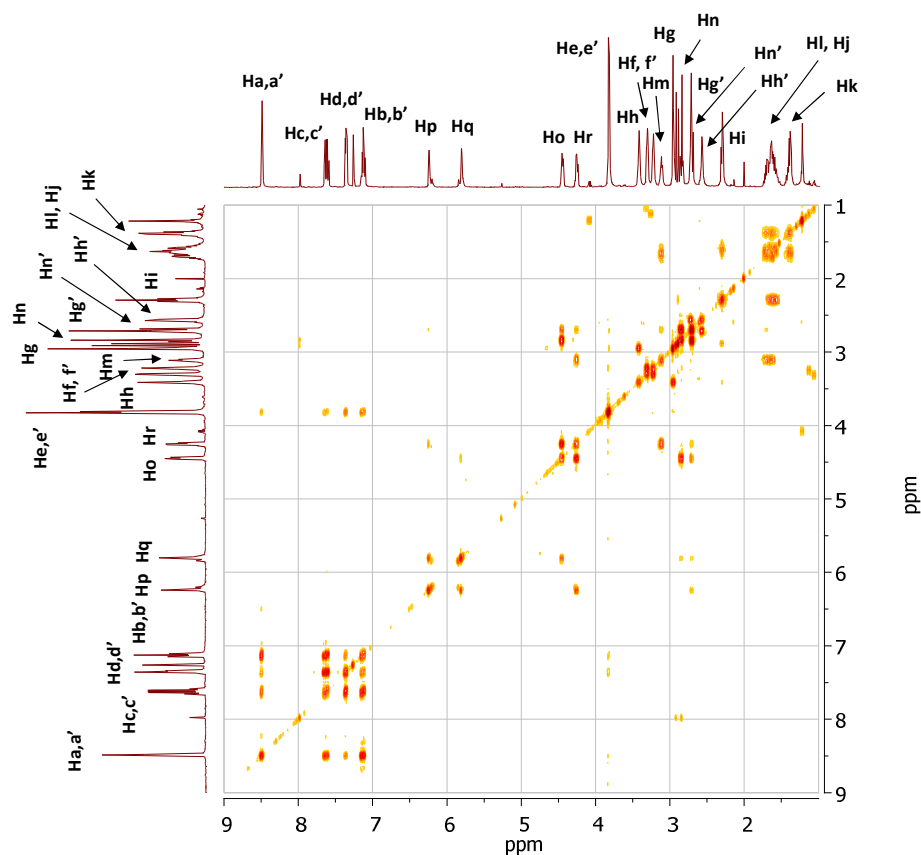 Hn
He,e’
Hg
Hn’
Hl, Hj
Hf, f’
Hd,d’
Hg’
Hh’
Hk
Ha,a’
Hm
Hb,b’
Hc,c’
Hp
Hq
Ho
Hr
Hh
Hi
Hk
Hl, Hj
Hh’
Hn’
Hi
Hg’
Hn
Hg
Hm
Hf, f’
Hh
He,e’
Hr
Ho
Hq
Hp
Hb,b’
Hd,d’
Hc,c’
Ha,a’
1
2
3
4
5
6
7
8
9
ppm
9 8 7 6 5 4 3 2 1
ppm